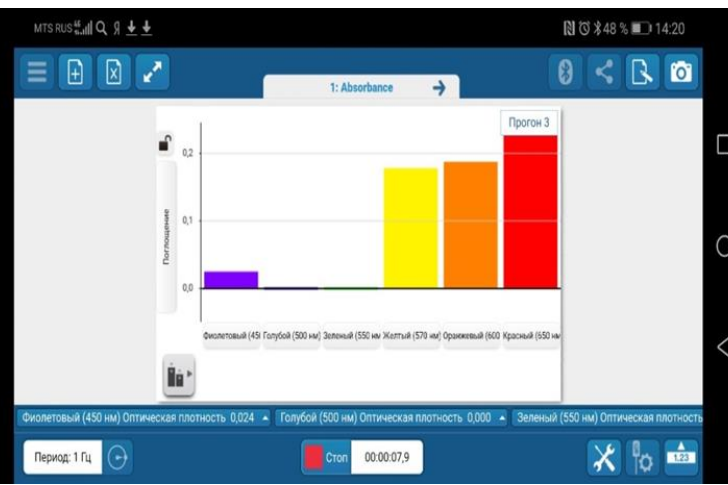 MTS RUS 4G Я 48 % 14:20
1: Absorbance
Прогон 3
Поглощение
0,2
0,1
0,0
Фиолетовый (45( Голубой (500 нм) Зеленый (550 нм Желтый (570 нм) Оранжевый (600 Красный (650 нм
Фиолетовый (450 нм) Оптическая плотность 0,024 Голубой (500 нм) Оптическая плотность 0,000 Зеленый (550 нм) Оптическая плотность
Период: 1 Гц Стоп 00:00:07,9 1.23